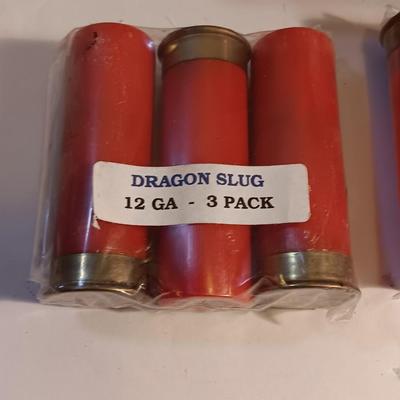 DRAGON SLUG
12 GA - 3 PACK